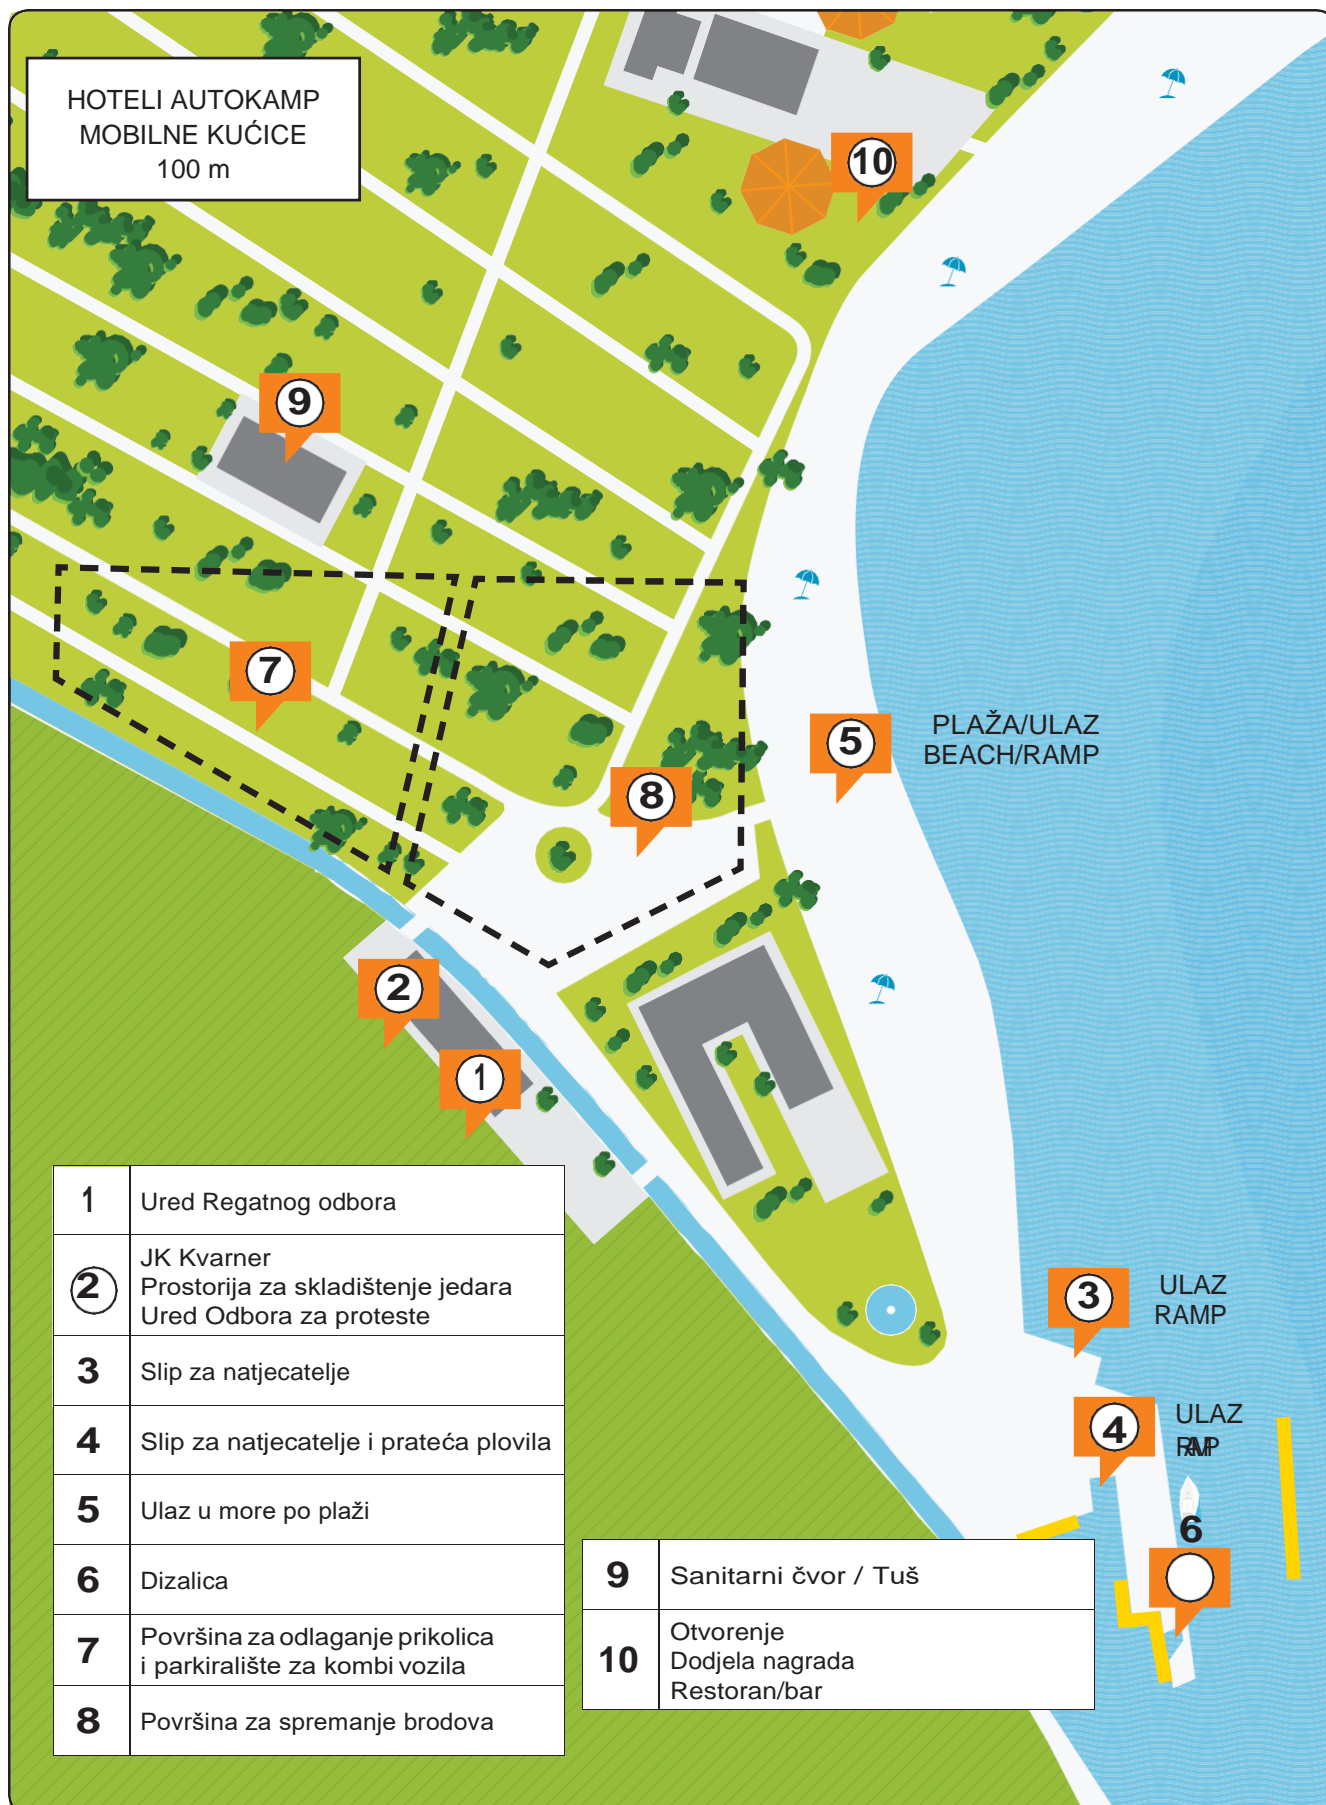 HOTELI AUTOKAMP
MOBILNE KUĆICE
100 m
10
9
7
5
PLAŽA/ULAZ
BEACH/RAMP
8
2
1
3
ULAZ
RAMP
4
ULAZ
RAMP
6
1
Ured Regatnog odbora
2
JK Kvarner
Prostorija za skladištenje jedara
Ured Odbora za proteste
3
Slip za natjecatelje
4
Slip za natjecatelje i prateća plovila
5
Ulaz u more po plaži
6
Dizalica
7
Površina za odlaganje prikolica
i parkiralište za kombi vozila
8
Površina za spremanje brodova
9
Sanitarni čvor / Tuš
10
Otvorenje
Dodjela nagrada
Restoran/bar